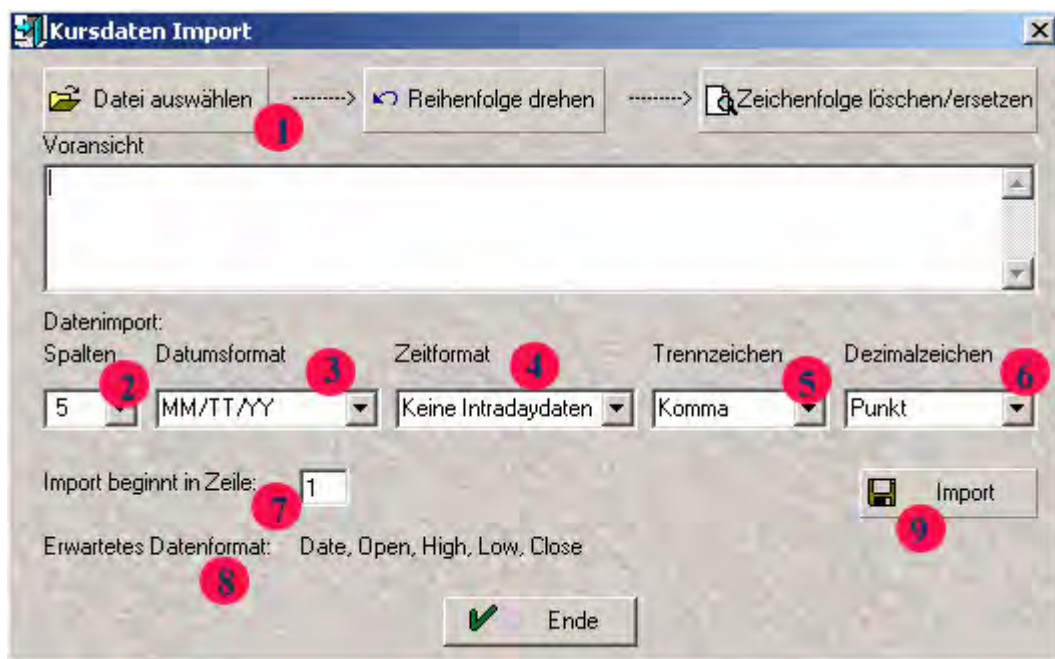 Kursdaten Import
Datei auswählen --------> Reihenfolge drehen --------> Zeichenfolge löschen/ersetzen
1
Voransicht
Datenimport:
Spalten Datumsformat Zeitformat Trennzeichen Dezimalzeichen
2 3 4 5 6
5 MM/TT/YY Keine Intradaydaten Komma Punkt
Import beginnt in Zeile: 1 Import
7 9
Erwartetes Datenformat: Date, Open, High, Low, Close
8
Ende